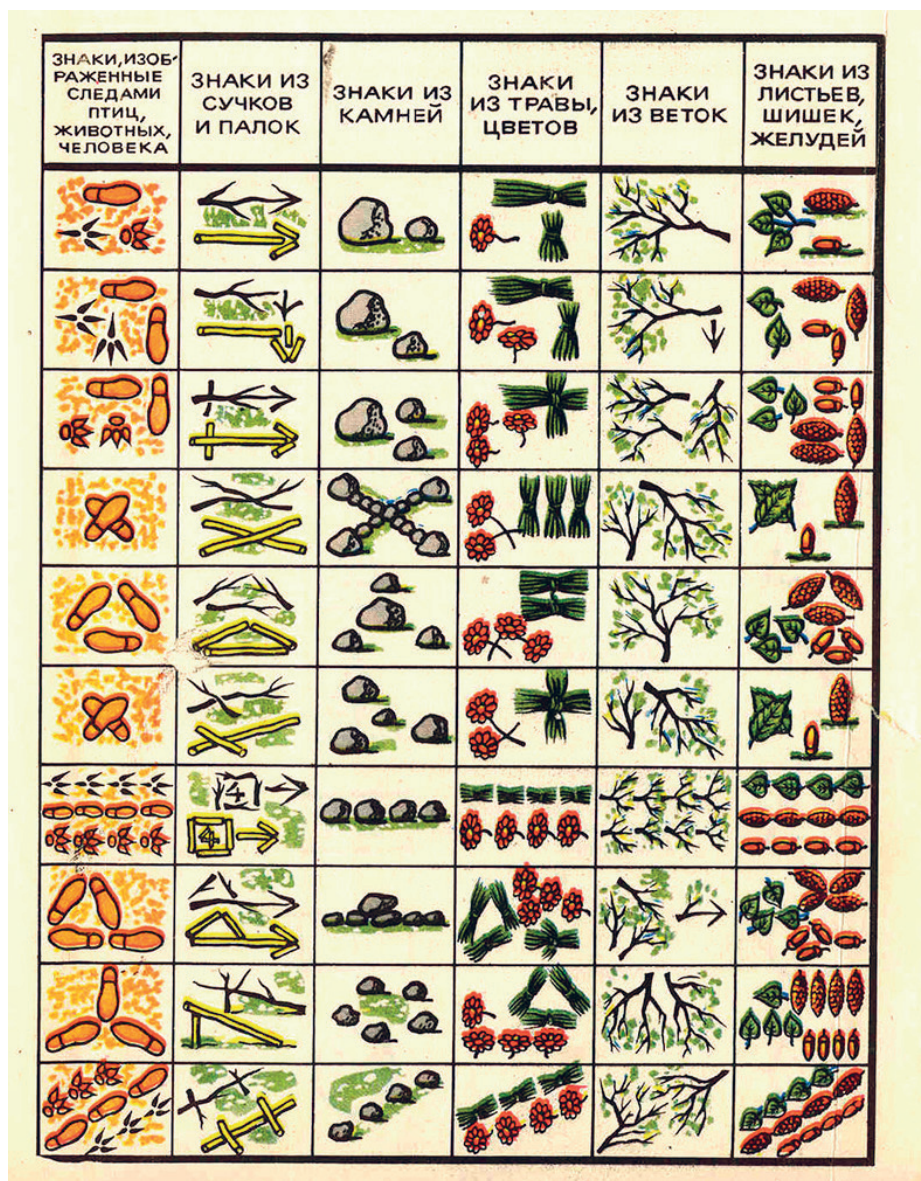 ЗНАКИ, ИЗОБ-
РАЖЕННЫЕ
СЛЕДАМИ
ПТИЦ,
ЖИВОТНЫХ,
ЧЕЛОВЕКА
ЗНАКИ ИЗ
СУЧКОВ
И ПАЛОК
ЗНАКИ ИЗ
КАМНЕЙ
ЗНАКИ
ИЗ ТРАВЫ,
ЦВЕТОВ
ЗНАКИ
ИЗ ВЕТОК
ЗНАКИ ИЗ
ЛИСТЬЕВ,
ШИШЕК,
ЖЕЛУДЕЙ
4
4